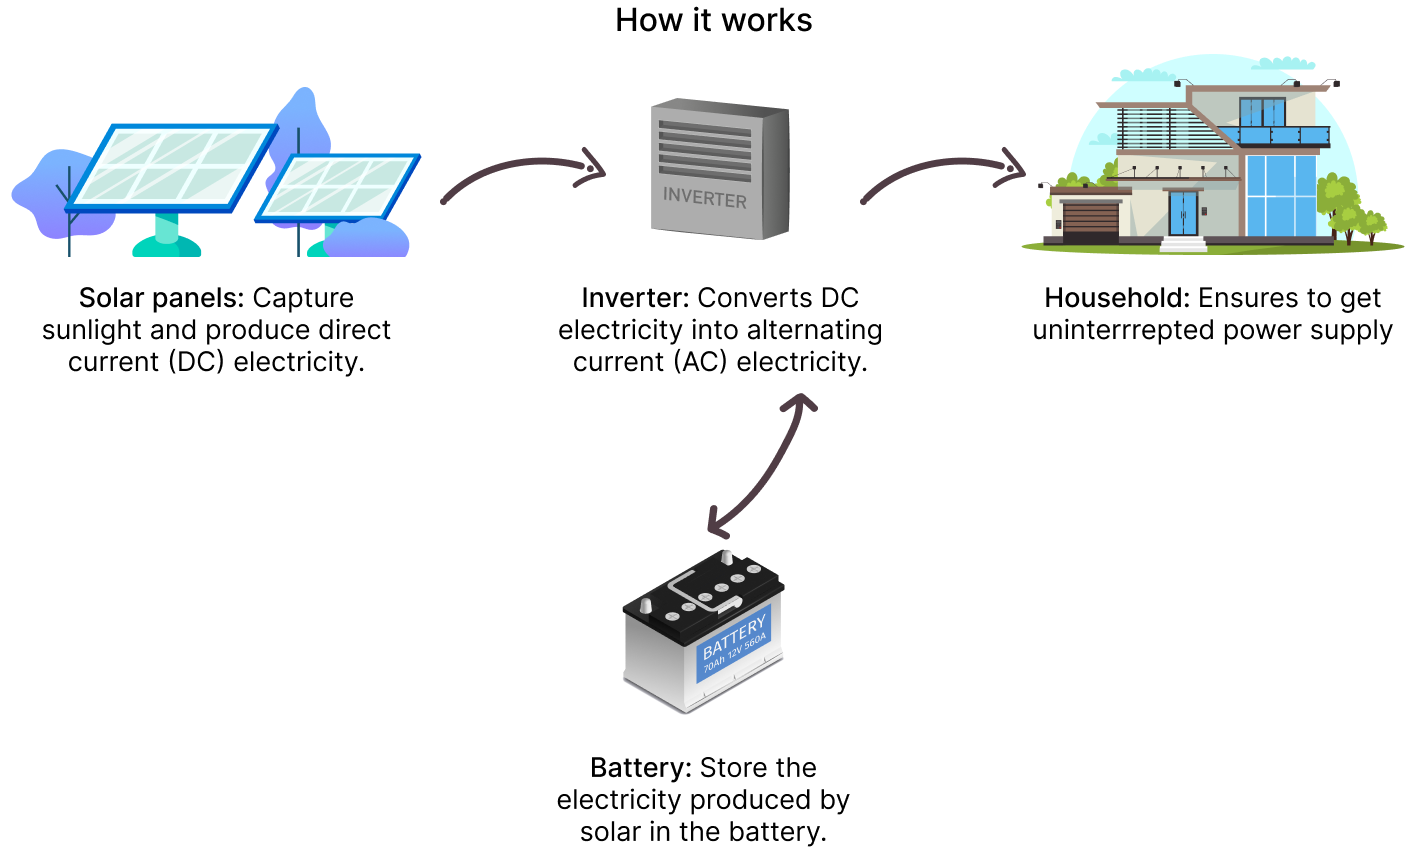 How it works
INVERTER
Solar panels: Capture
sunlight and produce direct
current (DC) electricity.
Inverter: Converts DC
electricity into alternating
current (AC) electricity.
Household: Ensures to get
uninterrrepted power supply
BATTERY
70Ah 12V 560A
Battery: Store the
electricity produced by
solar in the battery.